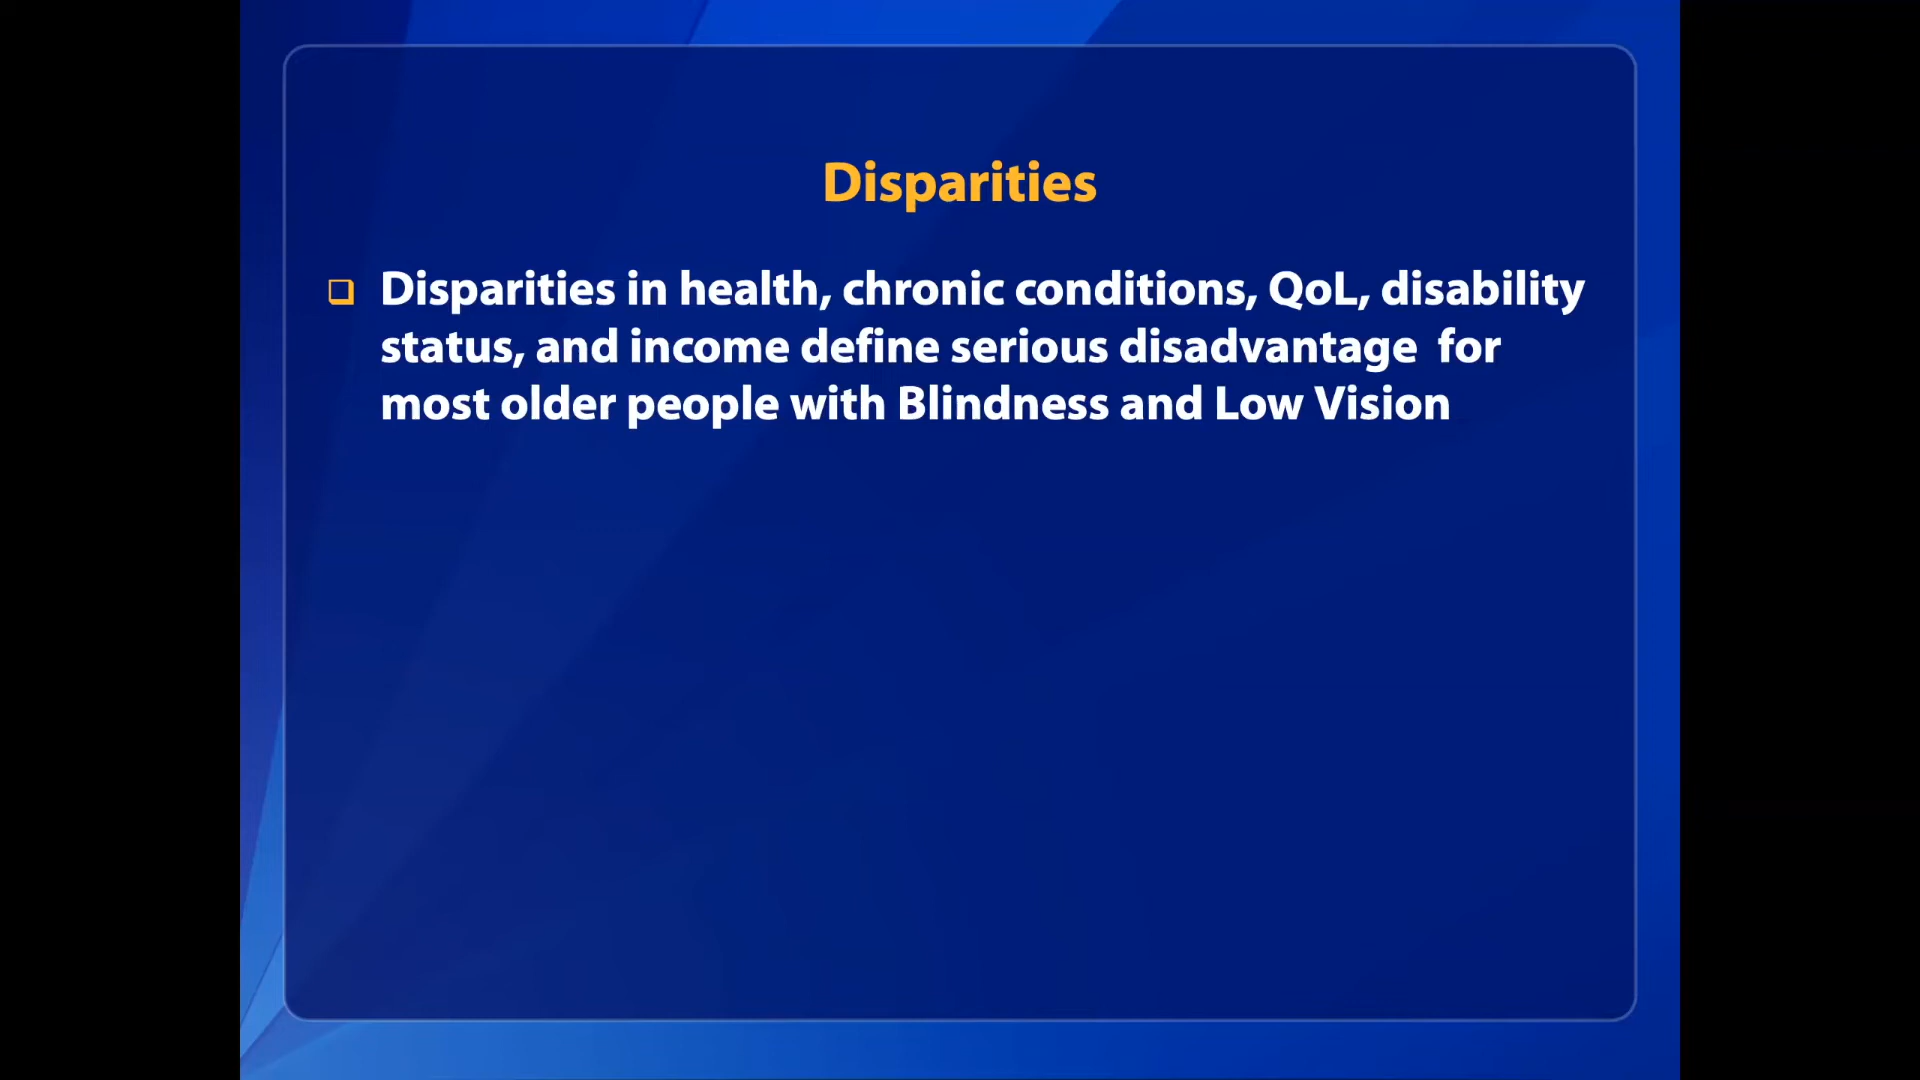 Disparities
Disparities in health, chronic conditions, QoL, disability
status, and income define serious disadvantage  for
most older people with Blindness and Low Vision